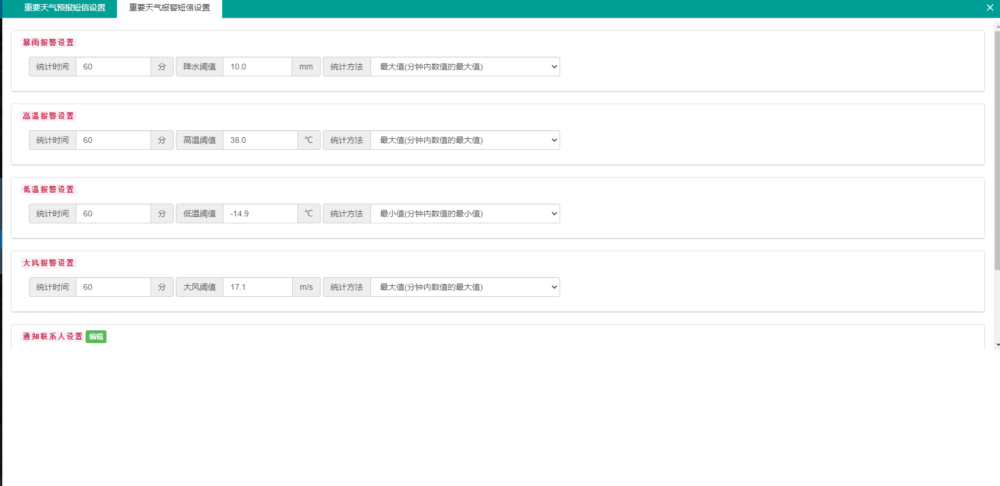 重要天气预报短信设置 重要天气报警短信设置
暴雨报警设置
统计时间 60 分 降水阈值 10.0 mm 统计方法 最大值(分钟内数值的最大值)
高温报警设置
统计时间 60 分 高温阈值 38.0 ℃ 统计方法 最大值(分钟内数值的最大值)
低温报警设置
统计时间 60 分 低温阈值 -14.9 ℃ 统计方法 最小值(分钟内数值的最小值)
大风报警设置
统计时间 60 分 大风阈值 17.1 m/s 统计方法 最大值(分钟内数值的最大值)
通知联系人设置 编辑